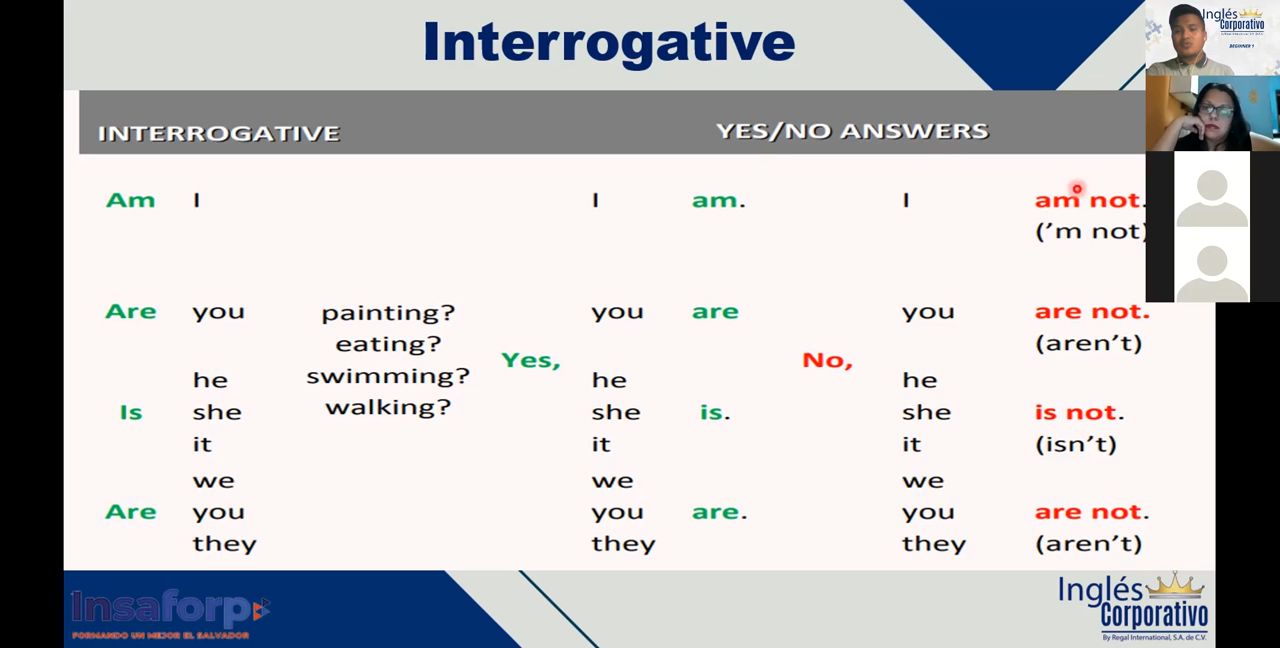 Interrogative
Inglés
Corporativo
BEGINNER 1
INTERROGATIVE YES/NO ANSWERS
Am I I am. I am not.
('m not)
Are you painting? you are you are not.
eating? (aren't)
Yes, No,
he swimming? he he
Is she walking? she is. she is not.
it it it (isn't)
we we we
Are you you are. you are not.
they they they (aren't)
Insaforp
FORMANDO UN MEJOR EL SALVADOR
Inglés
Corporativo
By Regal International, S.A. de C.V.